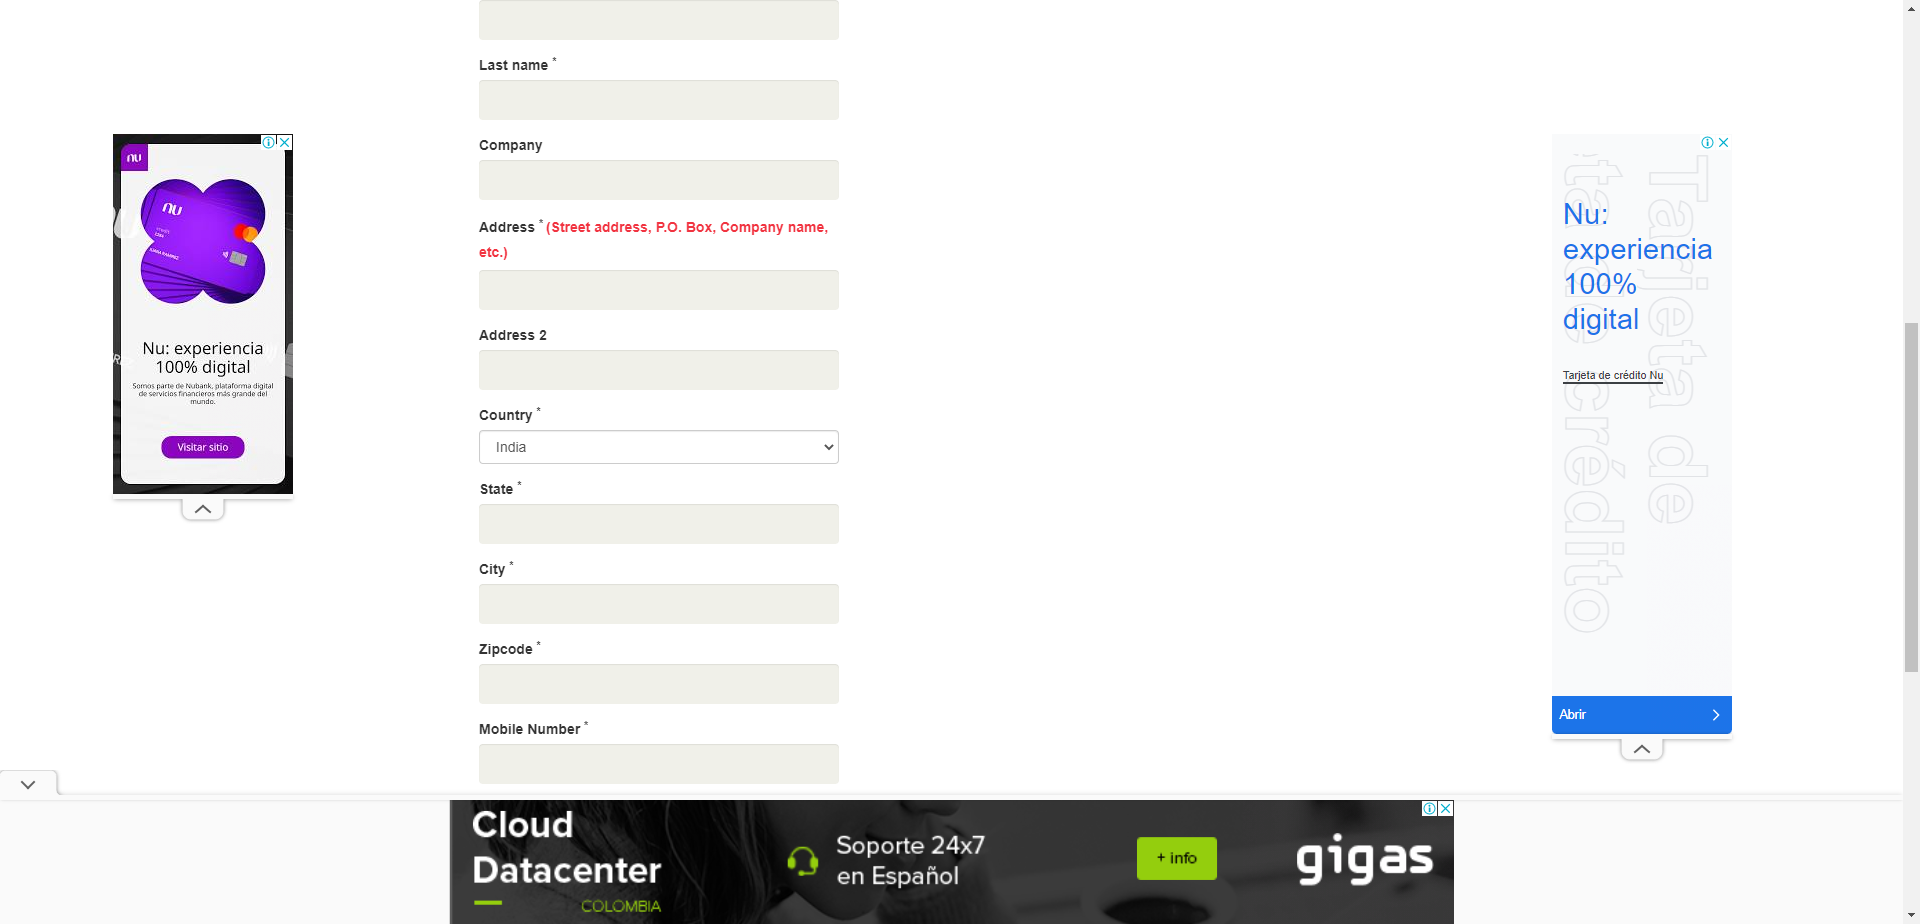 Last name *
Company
Address * (Street address, P.O. Box, Company name,
etc.)
Address 2
Country *
India
State *
City *
Zipcode *
Mobile Number *
nu
nu
Nu: experiencia
100% digital
Somos parte de Nubank, plataforma digital
de servicios financieros más grande del
mundo.
Visitar sitio
Tarjeta de
crédito
Nu:
experiencia
100%
digital
Tarjeta de crédito Nu
Abrir
Cloud
Datacenter
COLOMBIA
Soporte 24x7
en Español
+ info
gigas